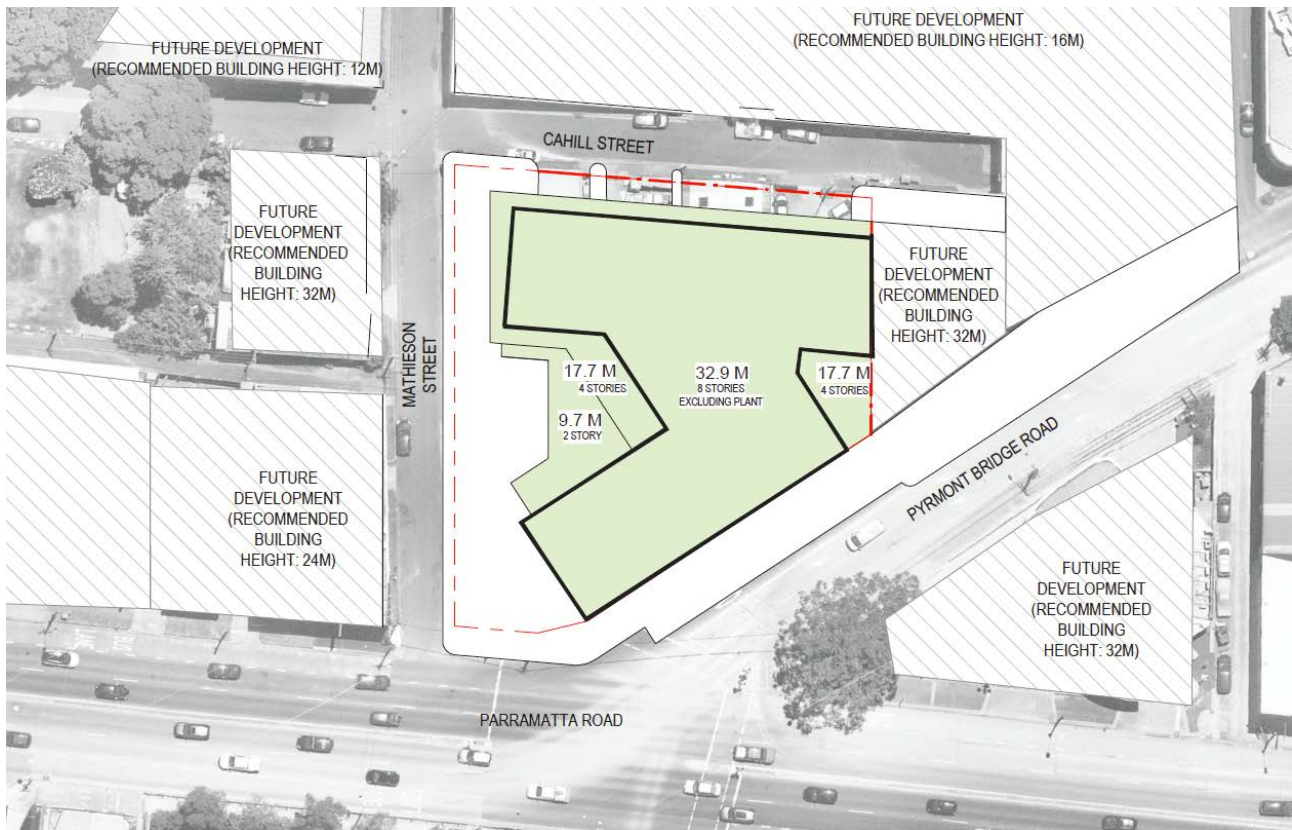 FUTURE DEVELOPMENT
(RECOMMENDED BUILDING HEIGHT: 16M)
FUTURE DEVELOPMENT
(RECOMMENDED BUILDING HEIGHT: 12M)
CAHILL STREET
FUTURE
DEVELOPMENT
(RECOMMENDED
BUILDING
HEIGHT: 32M)
FUTURE
DEVELOPMENT
(RECOMMENDED
BUILDING
HEIGHT: 32M)
MATHIESON
STREET
17.7 M
4 STORIES
32.9 M
8 STORIES
EXCLUDING PLANT
17.7 M
4 STORIES
9.7 M
2 STORY
PYRMONT BRIDGE ROAD
FUTURE
DEVELOPMENT
(RECOMMENDED
BUILDING
HEIGHT: 24M)
FUTURE
DEVELOPMENT
(RECOMMENDED
BUILDING
HEIGHT: 32M)
PARRAMATTA ROAD